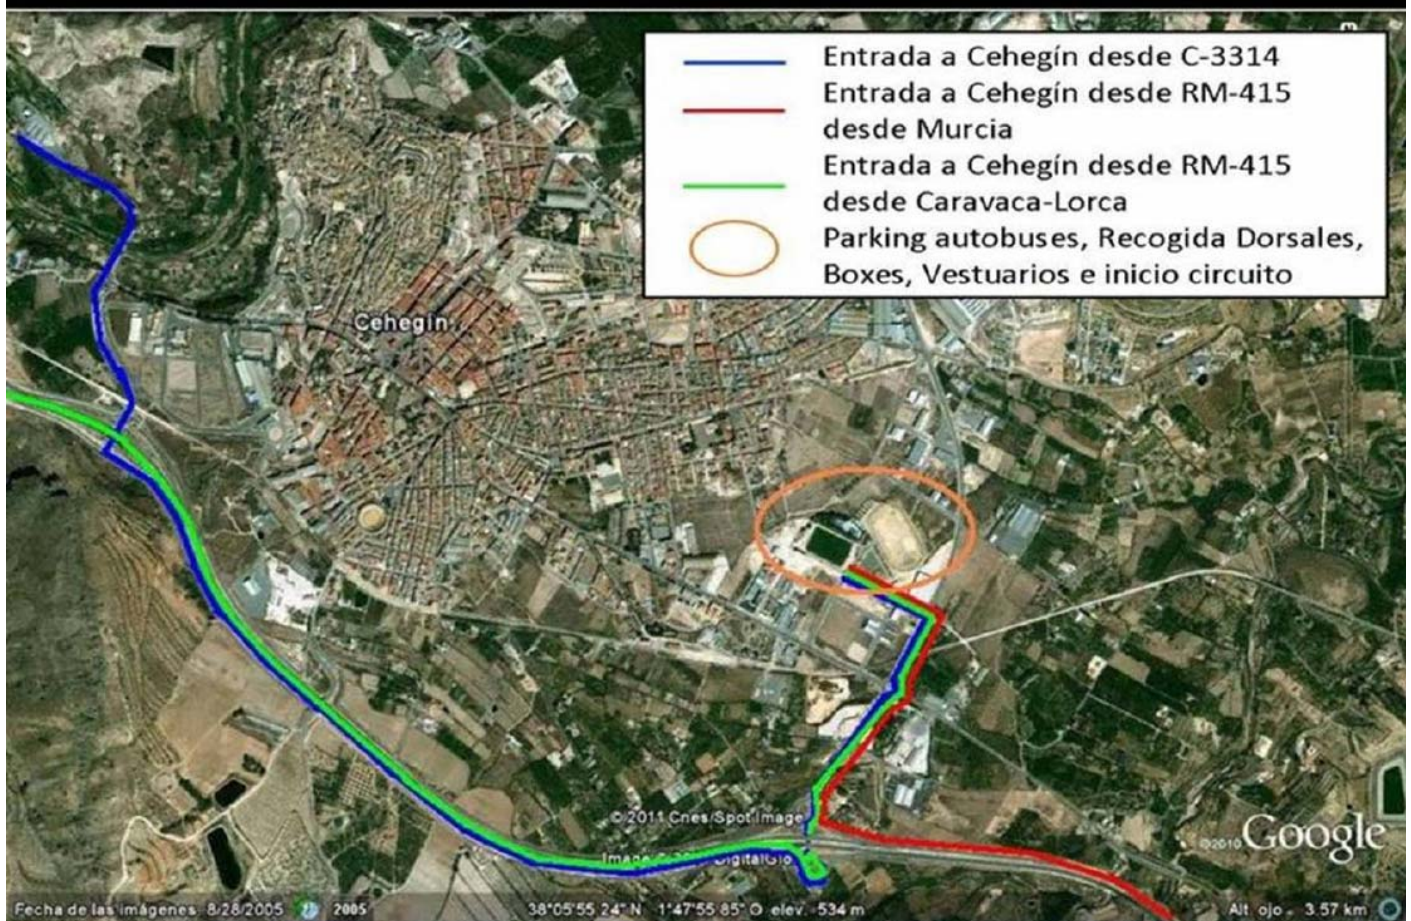 Entrada a Cehegín desde C-3314
Entrada a Cehegín desde RM-415
desde Murcia
Entrada a Cehegín desde RM-415
desde Caravaca-Lorca
Parking autobuses, Recogida Dorsales,
Boxes, Vestuarios e inicio circuito
Cehegín
© 2011 Cnes/Spot Image
Image © DigitalGlo
©2010 Google
Fecha de las imágenes: 8/28/2005 2005 38°05'55.24" N 1°47'55.85" O elev. 534 m Alt. ojo 3.57 km